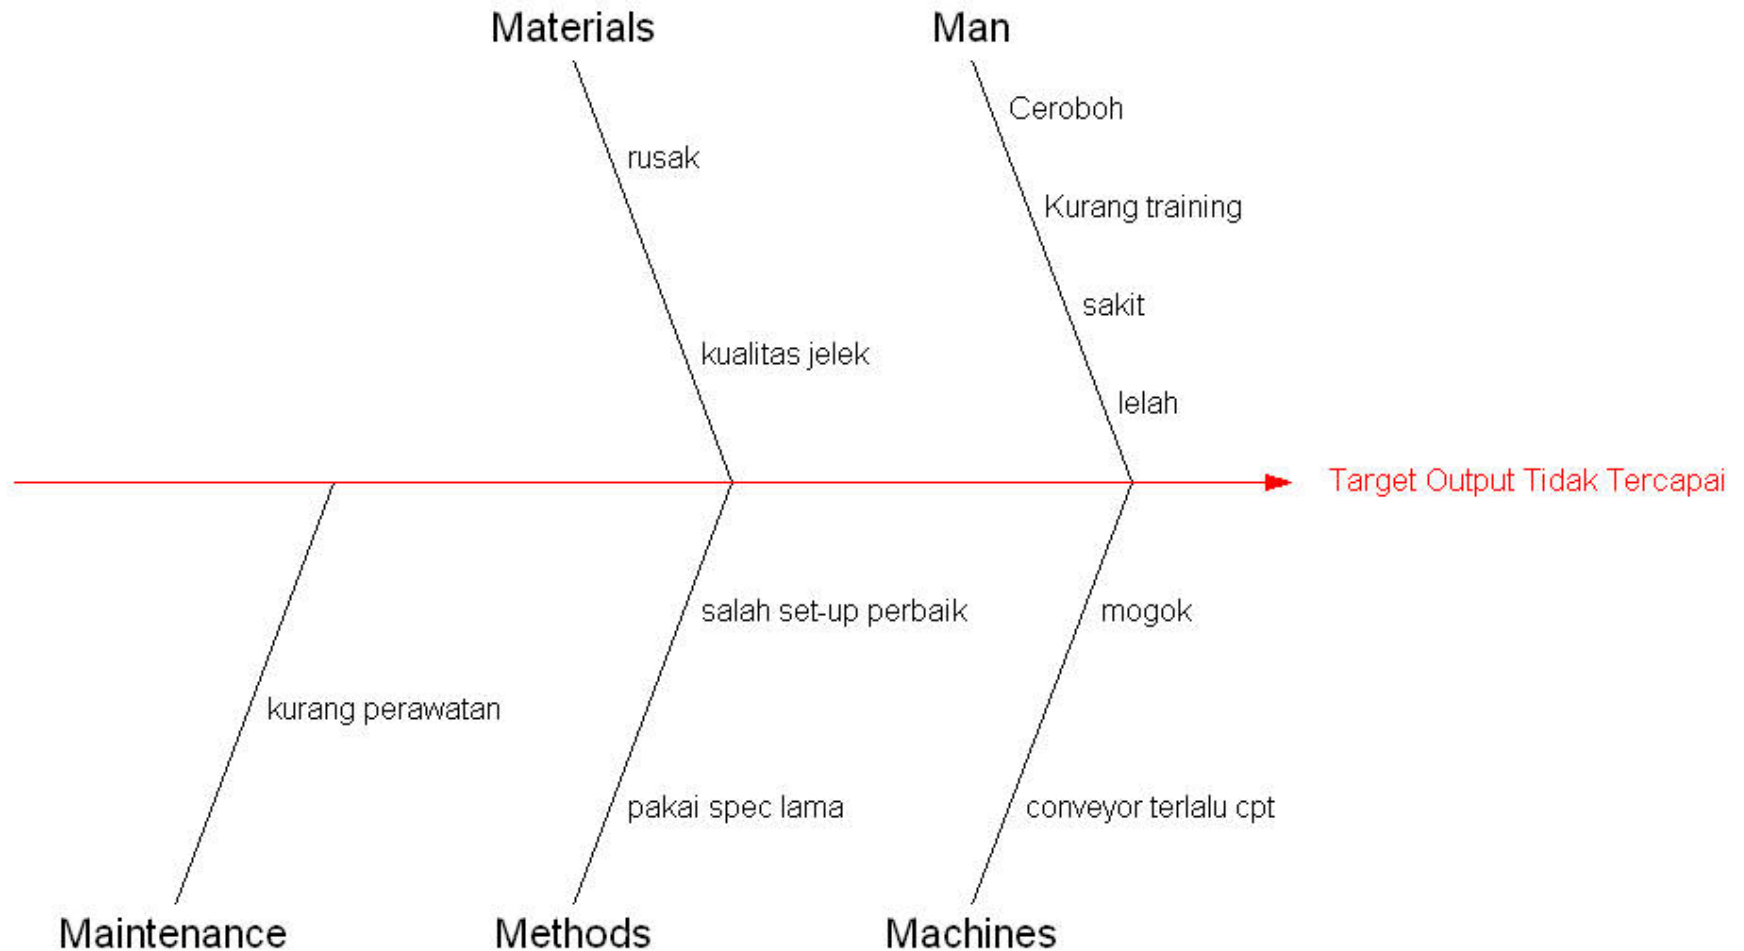 Materials
Man
Ceroboh
rusak
Kurang training
sakit
kualitas jelek
lelah
Target Output Tidak Tercapai
salah set-up perbaik
mogok
kurang perawatan
pakai spec lama
conveyor terlalu cpt
Maintenance
Methods
Machines